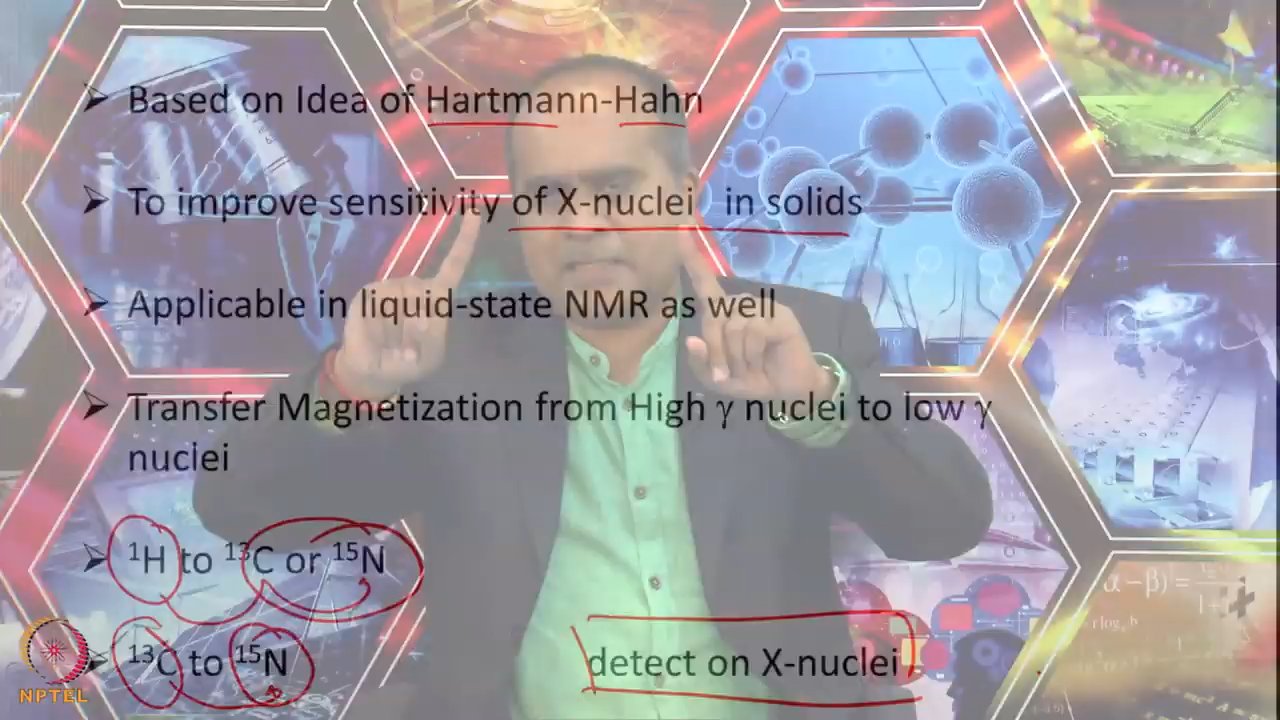 ➢ Based on Idea of Hartmann-Hahn
➢ To improve sensitivity of X-nuclei in solids
➢ Applicable in liquid-state NMR as well
➢ Transfer Magnetization from High γ nuclei to low γ
nuclei
➢ ¹H to ¹³C or ¹⁵N
➢ ¹³C to ¹⁵N detect on X-nuclei
NPTEL
α-β) =